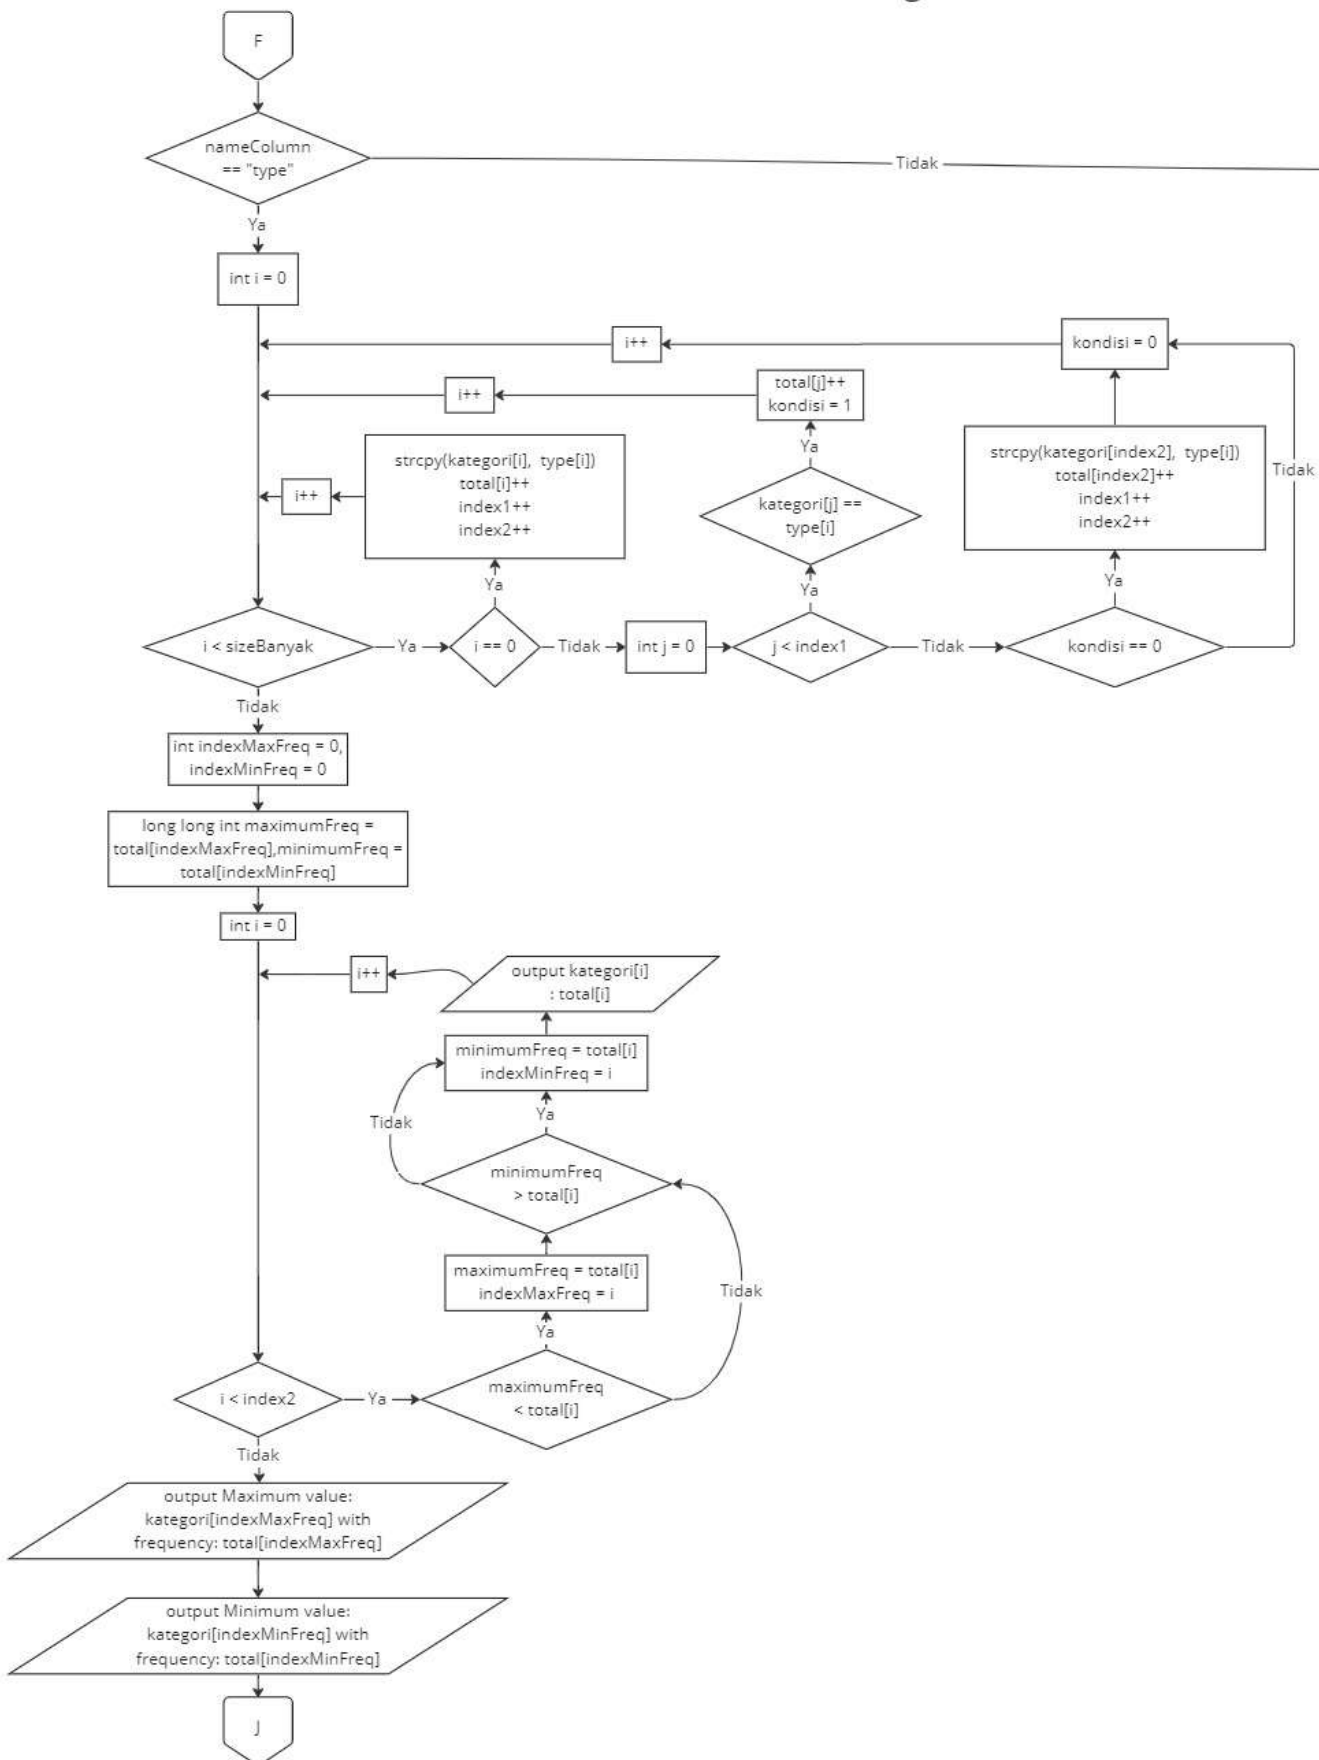 F
nameColumn
== "type"
Tidak
Ya
int i = 0
i++
kondisi = 0
i++
total[j]++
kondisi = 1
Ya
strcpy(kategori[i], type[i])
total[i]++
index1++
index2++
i++
kategori[j] ==
type[i]
strcpy(kategori[index2], type[i])
total[index2]++
index1++
index2++
Tidak
Ya
Ya
Ya
i < sizeBanyak
Ya
i == 0
Tidak
int j = 0
j < index1
Tidak
kondisi == 0
Tidak
int indexMaxFreq = 0,
indexMinFreq = 0
long long int maximumFreq =
total[indexMaxFreq],minimumFreq =
total[indexMinFreq]
int i = 0
i++
output kategori[i]
: total[i]
minimumFreq = total[i]
indexMinFreq = i
Tidak
Ya
minimumFreq
> total[i]
maximumFreq = total[i]
indexMaxFreq = i
Tidak
Ya
i < index2
Ya
maximumFreq
< total[i]
Tidak
output Maximum value:
kategori[indexMaxFreq] with
frequency: total[indexMaxFreq]
output Minimum value:
kategori[indexMinFreq] with
frequency: total[indexMinFreq]
J